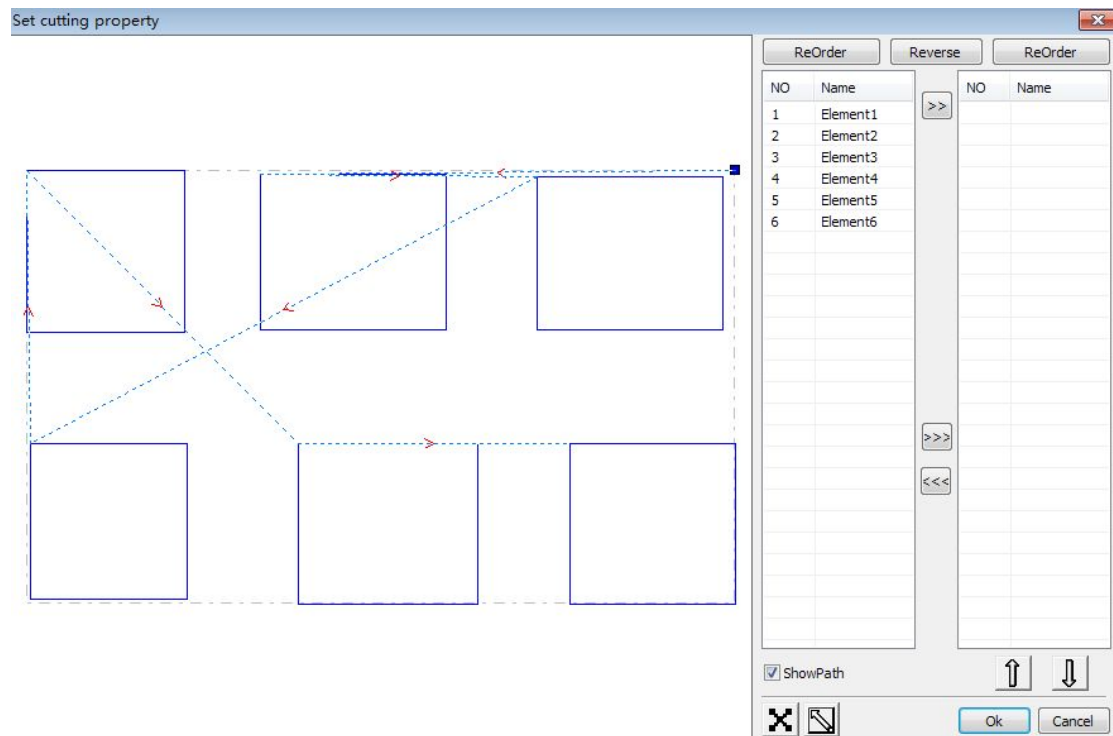 Set cutting property
ReOrder Reverse ReOrder
NO Name >> NO Name
1 Element1
2 Element2
3 Element3
4 Element4
5 Element5
6 Element6
>>>
<<<
ShowPath
Ok Cancel